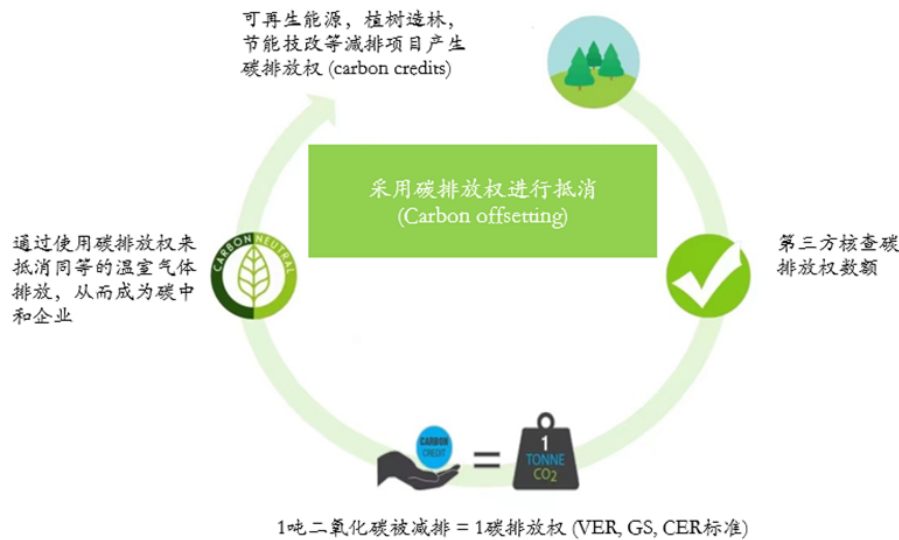 可再生能源，植树造林，
节能技改等减排项目产生
碳排放权 (carbon credits)
采用碳排放权进行抵消
(Carbon offsetting)
通过使用碳排放权来
抵消同等的温室气体
排放，从而成为碳中
和企业
CARBON NEUTRAL
第三方核查碳
排放权数额
CARBON
CREDIT
=
1
TONNE
CO2
1吨二氧化碳被减排 = 1碳排放权 (VER, GS, CER标准)